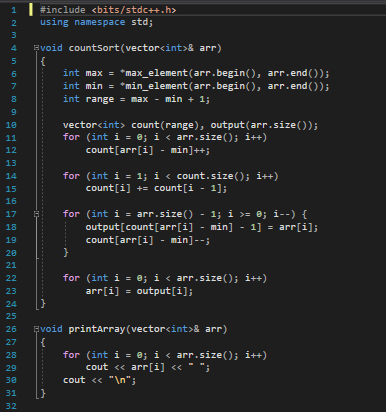 1 #include <bits/stdc++.h>
2 using namespace std;
3
4 void countSort(vector<int>& arr)
5 {
6     int max = *max_element(arr.begin(), arr.end());
7     int min = *min_element(arr.begin(), arr.end());
8     int range = max - min + 1;
9
10     vector<int> count(range), output(arr.size());
11     for (int i = 0; i < arr.size(); i++)
12         count[arr[i] - min]++;
13
14     for (int i = 1; i < count.size(); i++)
15         count[i] += count[i - 1];
16
17     for (int i = arr.size() - 1; i >= 0; i--) {
18         output[count[arr[i] - min] - 1] = arr[i];
19         count[arr[i] - min]--;
20     }
21
22     for (int i = 0; i < arr.size(); i++)
23         arr[i] = output[i];
24 }
25
26 void printArray(vector<int>& arr)
27 {
28     for (int i = 0; i < arr.size(); i++)
29         cout << arr[i] << " ";
30     cout << "\n";
31 }
32